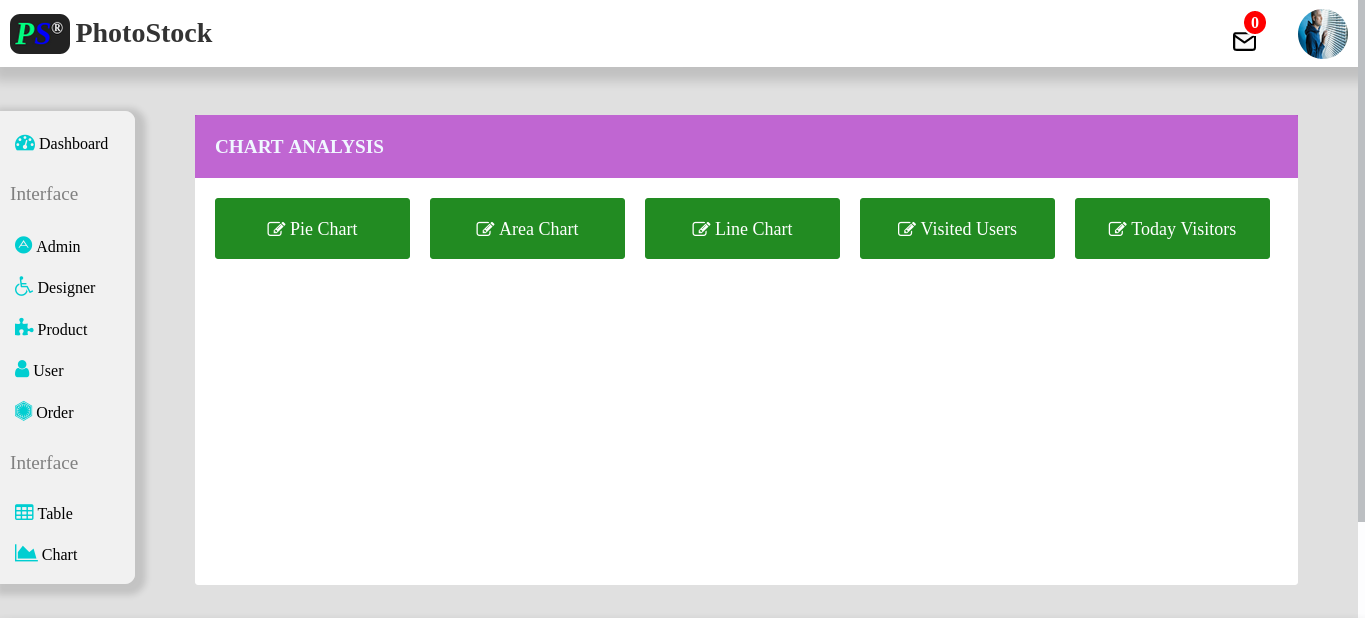 PS® PhotoStock
0
Dashboard
Interface
Admin
Designer
Product
User
Order
Interface
Table
Chart
CHART ANALYSIS
Pie Chart
Area Chart
Line Chart
Visited Users
Today Visitors